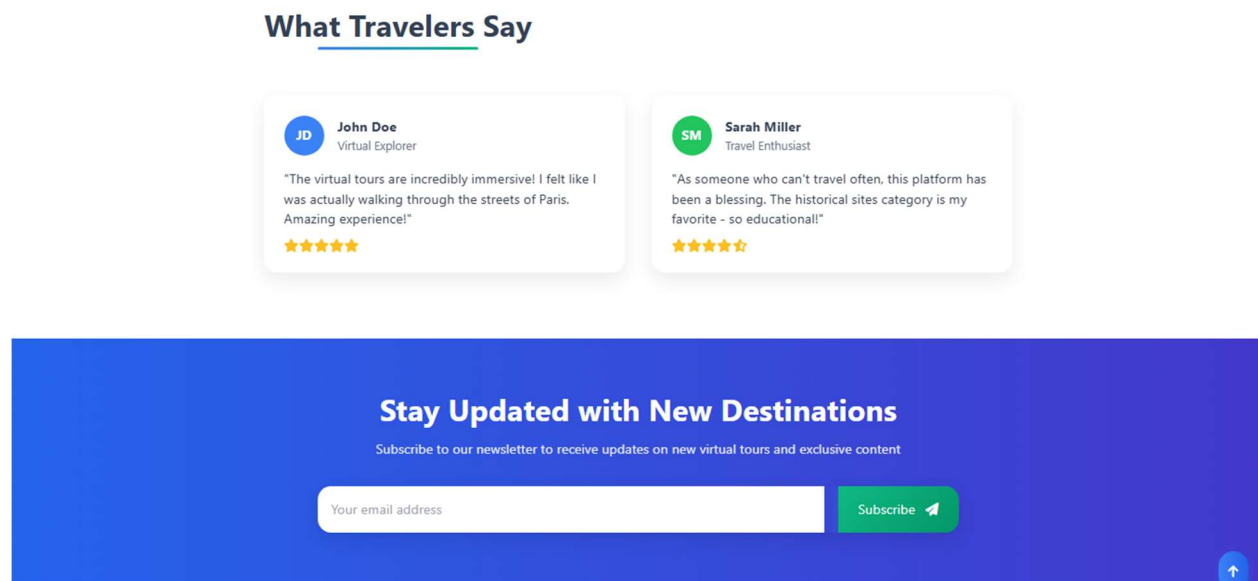 What Travelers Say
JD
John Doe
Virtual Explorer
"The virtual tours are incredibly immersive! I felt like I
was actually walking through the streets of Paris.
Amazing experience!"
SM
Sarah Miller
Travel Enthusiast
"As someone who can't travel often, this platform has
been a blessing. The historical sites category is my
favorite - so educational!"
Stay Updated with New Destinations
Subscribe to our newsletter to receive updates on new virtual tours and exclusive content
Your email address
Subscribe